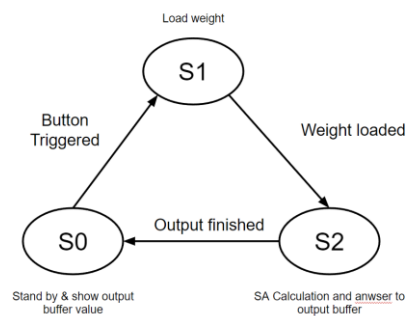 Load weight
S1
Button
Triggered
Weight loaded
Output finished
S0
S2
Stand by & show output
buffer value
SA Calculation and anwser to
output buffer